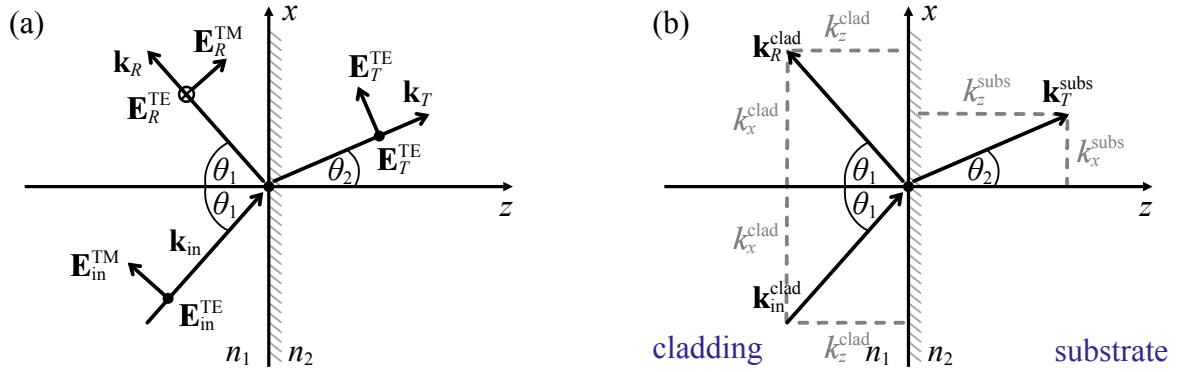 (a)
x
E_R^TM
k_R
E_R^TE
E_T^TE
k_T
E_T^TE
θ_1
θ_2
θ_1
z
k_in
E_in^TM
E_in^TE
n_1 n_2
(b)
x
k_z^clad
k_R^clad
k_x^clad
k_z^subs
k_T^subs
k_x^subs
θ_1
θ_2
θ_1
z
k_x^clad
k_in^clad
k_z^clad
n_1 n_2
cladding
substrate